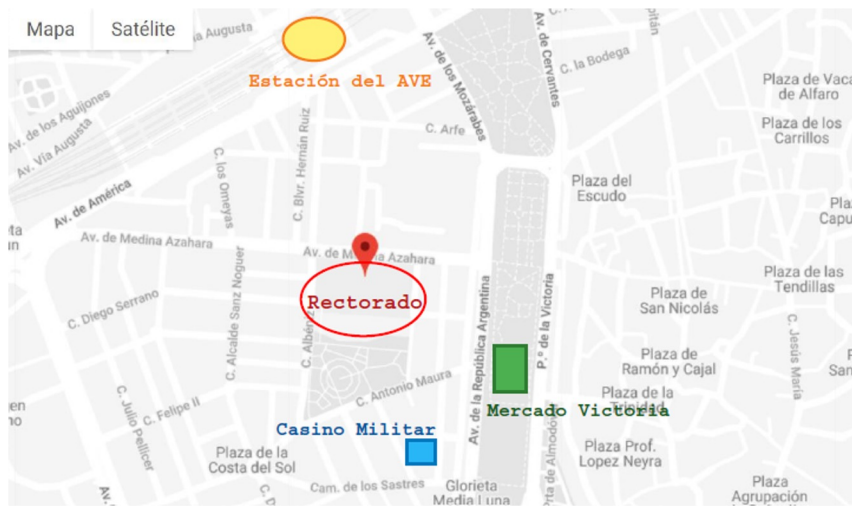 Mapa
Satélite
Augusta
Estación del AVE
Av. de los Mozárabes
Av. de Cervantes
C. la Bodega
Plaza de Vaca
de Alfaro
Plaza de los
Carrillos
Av. de los Aguijones
Av. Vía Augusta
C. Arfe
C. Blvr. Hernán Ruiz
C. los Omeyas
Plaza del
Escudo
Av. de América
Av. de Medina Azahara
Av. de M
a Azahara
Plaza de las
Tendillas
Rectorado
C. Diego Serrano
C. Alcalde Sanz Noguer
Av. de la República Argentina
P.º de la Victoria
Plaza de
San Nicolás
C. Jesús María
Plaza de
Ramón y Cajal
C. Antonio Maura
Plaza de la
Trinidad
Mercado Victoria
C. Julio Pellicer
C. Felipe II
Casino Militar
Plaza de la
Costa del Sol
Plaza Prof.
Lopez Neyra
Cam. de los Sastres
Glorieta
Media Luna
Plaza
Agrupación